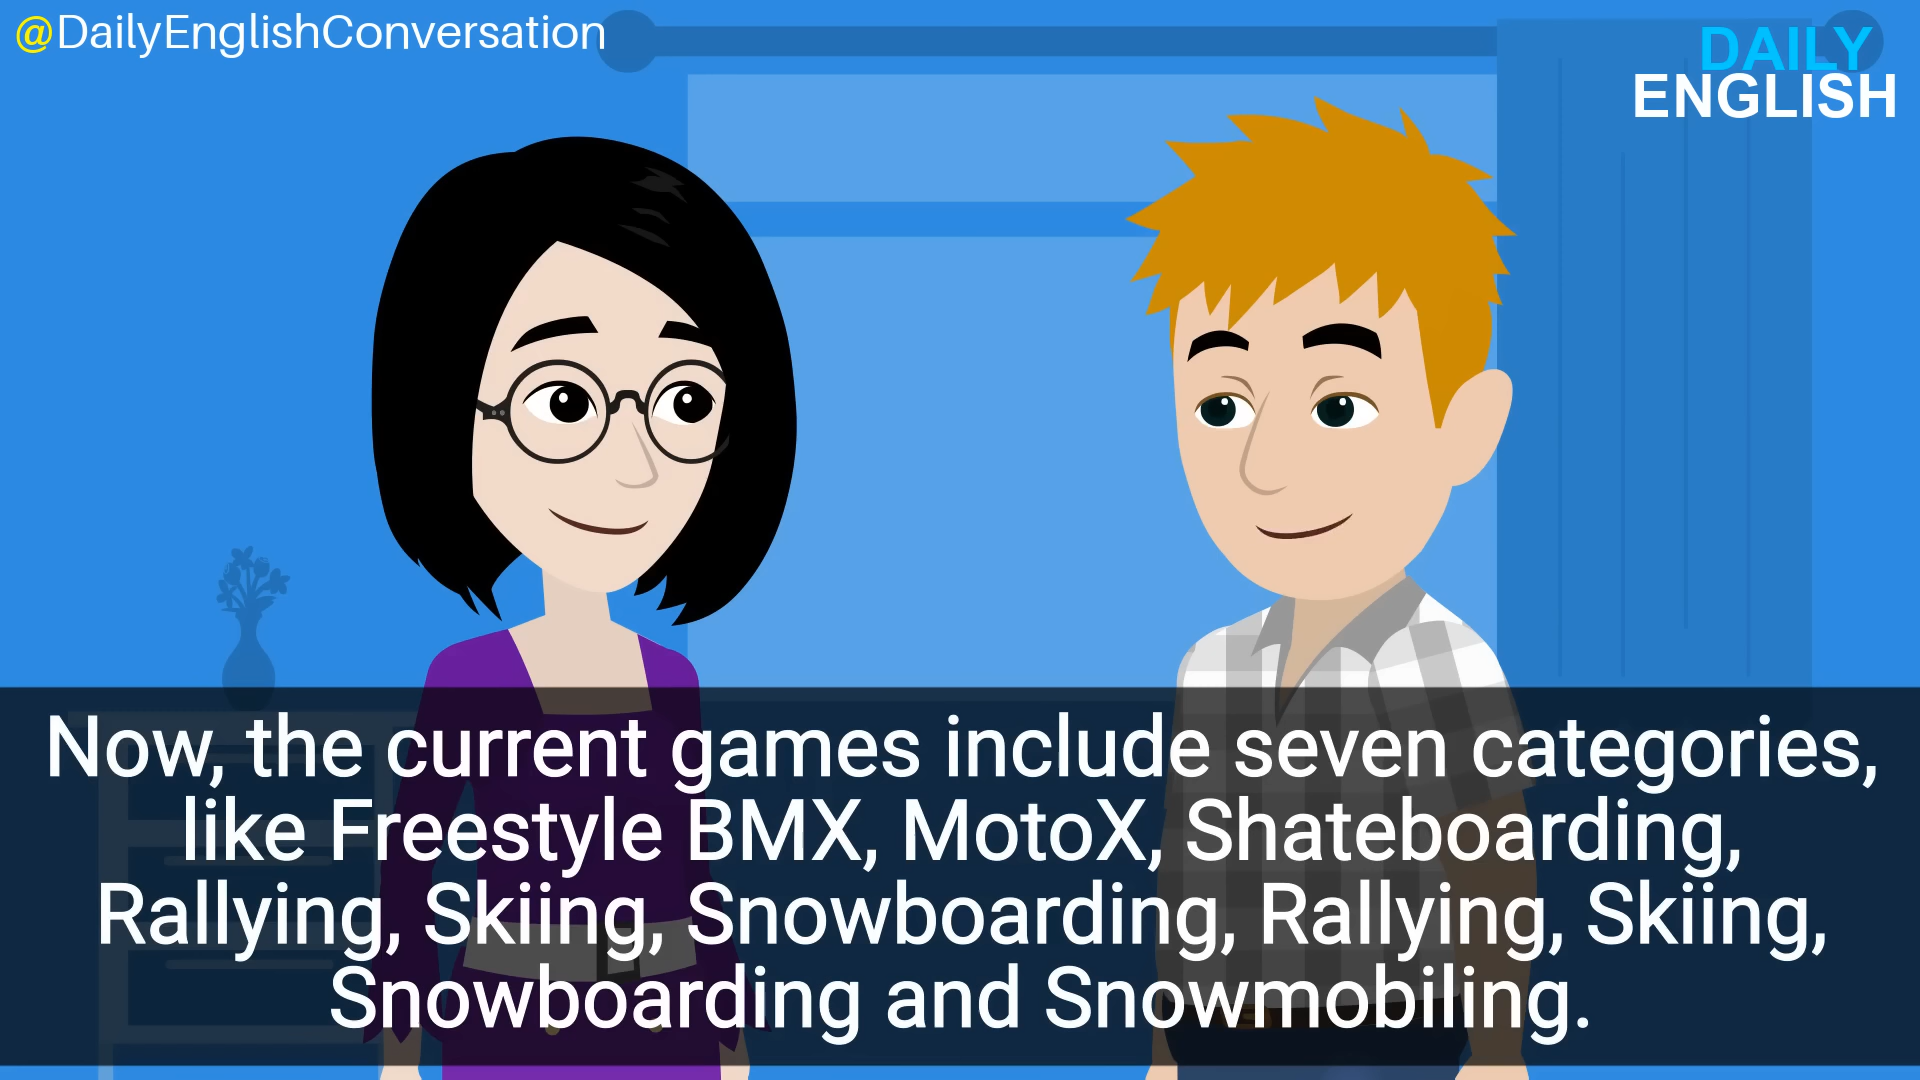 @DailyEnglishConversation
DAILY
ENGLISH
Now, the current games include seven categories,
like Freestyle BMX, MotoX, Shateboarding,
Rallying, Skiing, Snowboarding, Rallying, Skiing,
Snowboarding and Snowmobiling.